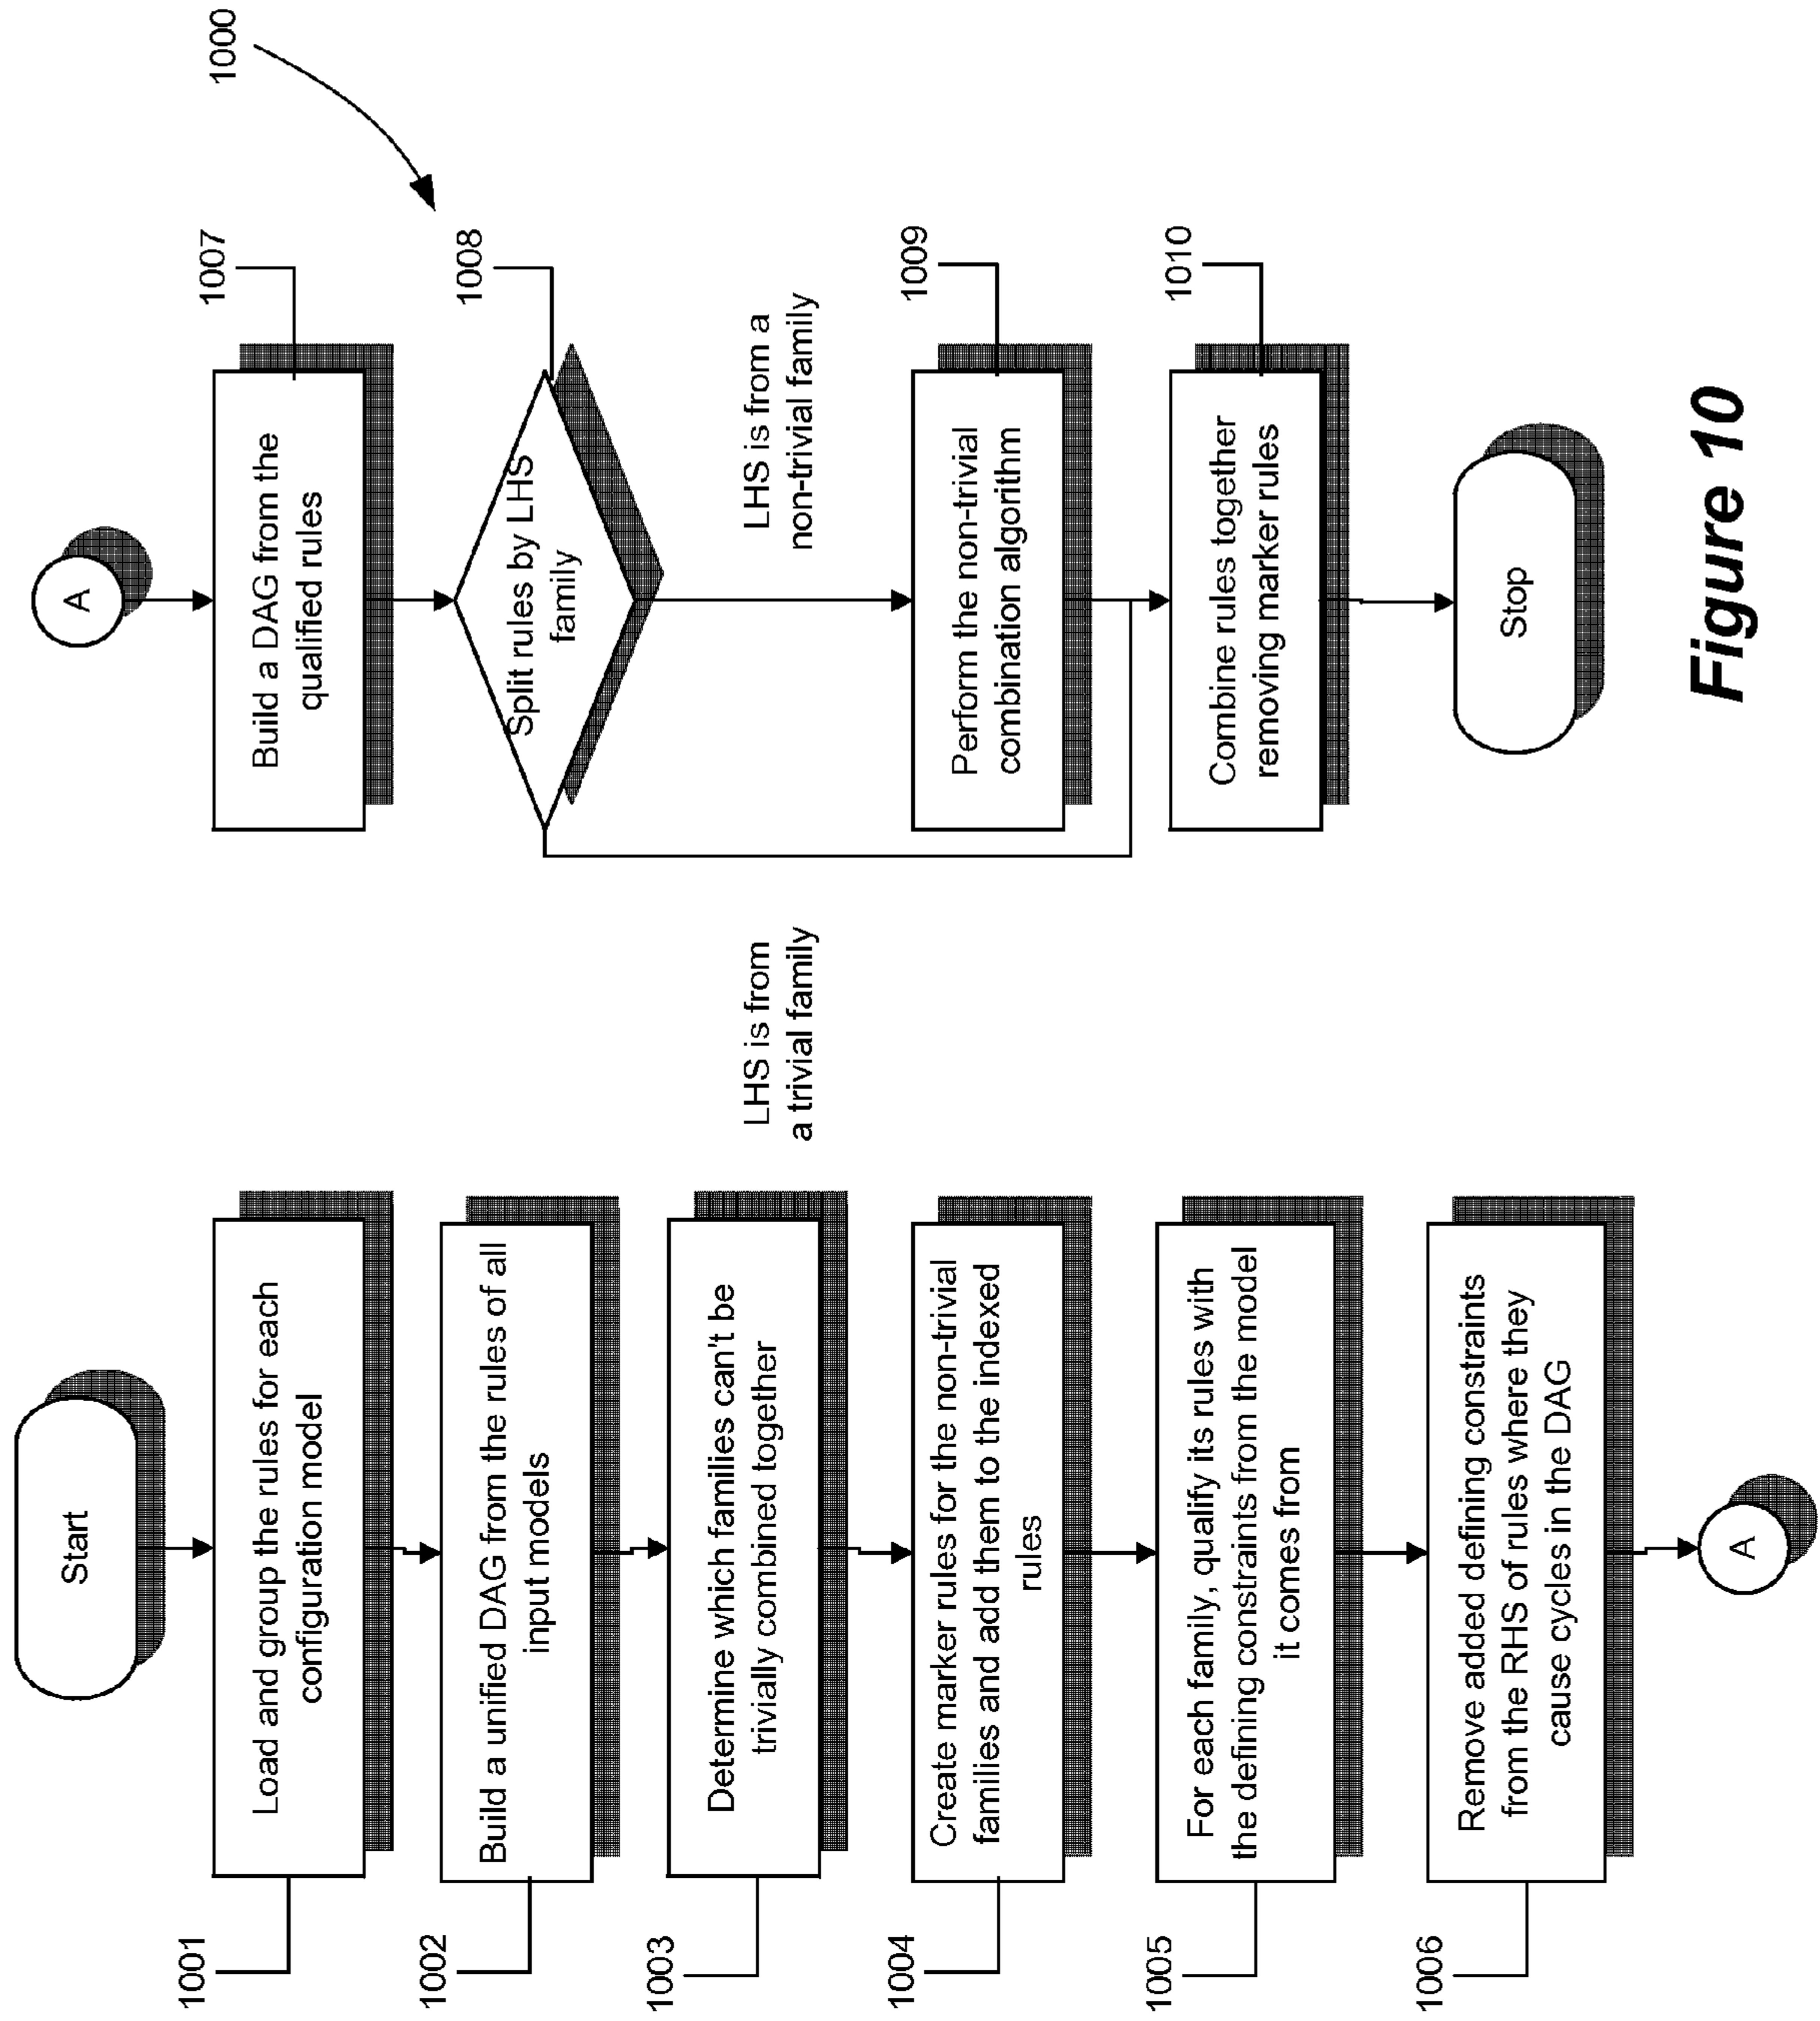 Start
1001
Load and group the rules for each
configuration model
1002
Build a unified DAG from the rules of all
input models
1003
Determine which families can't be
trivially combined together
1004
Create marker rules for the non-trivial
families and add them to the indexed
rules
1005
For each family, qualify its rules with
the defining constraints from the model
it comes from
1006
Remove added defining constraints
from the RHS of rules where they
cause cycles in the DAG
A
1000
A
1007
Build a DAG from the
qualified rules
1008
Split rules by LHS
family
LHS is from
a trivial family
LHS is from a
non-trivial family
1009
Perform the non-trivial
combination algorithm
1010
Combine rules together
removing marker rules
Stop
Figure 10